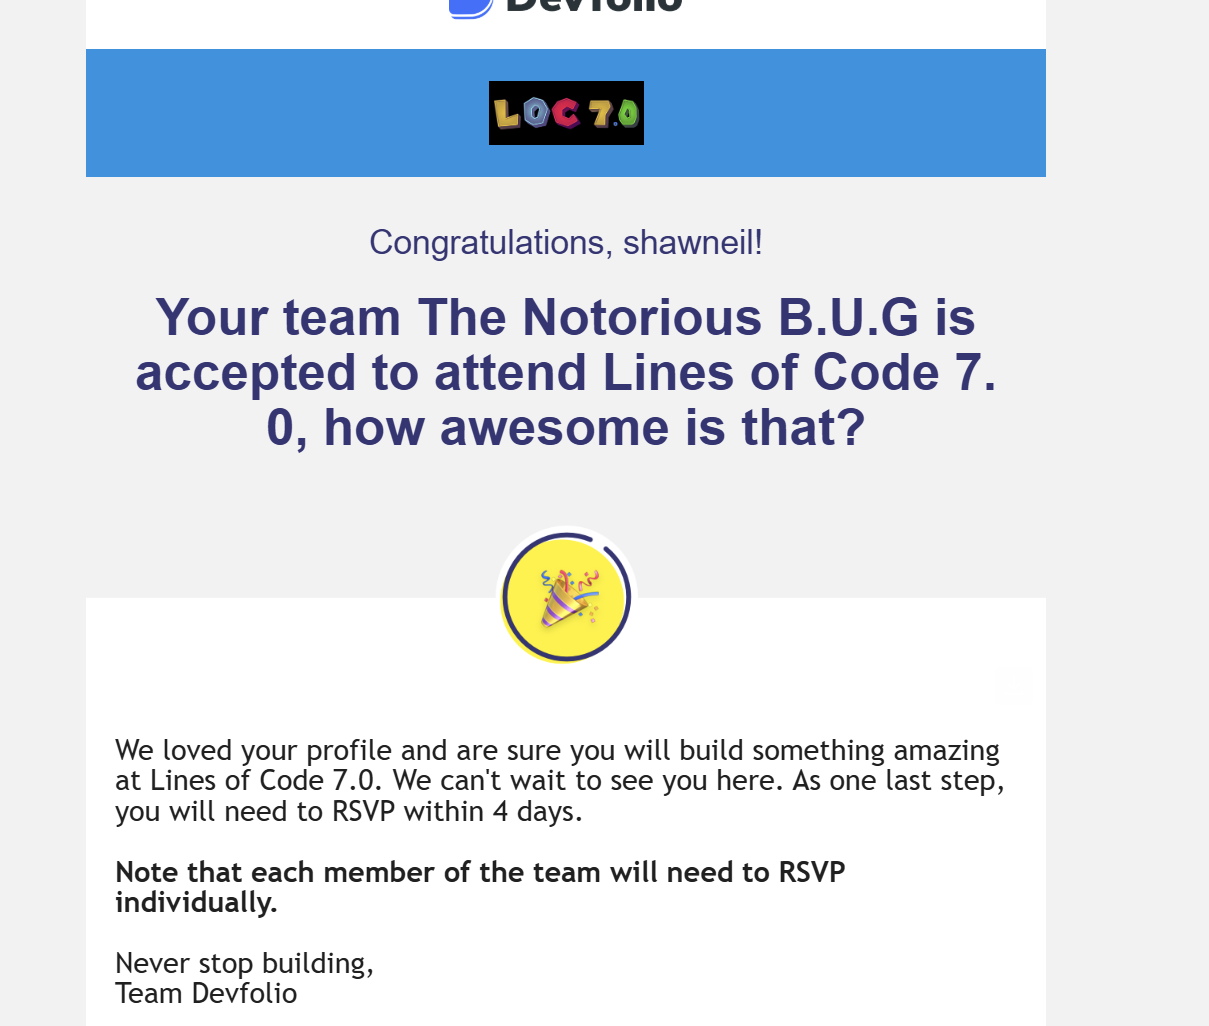 Devfolio
LOC 7.0
Congratulations, shawneil!
Your team The Notorious B.U.G is
accepted to attend Lines of Code 7.
0, how awesome is that?
We loved your profile and are sure you will build something amazing
at Lines of Code 7.0. We can't wait to see you here. As one last step,
you will need to RSVP within 4 days.
Note that each member of the team will need to RSVP
individually.
Never stop building,
Team Devfolio